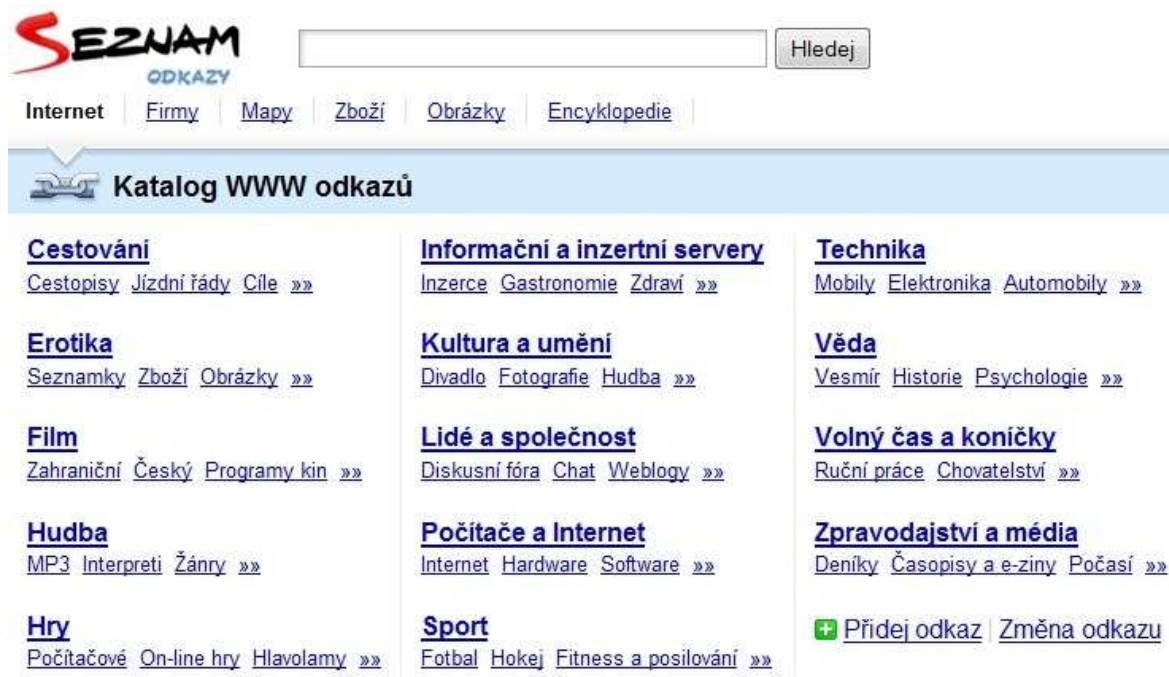 SEZNAM
ODKAZY
Hledej
Internet Firmy Mapy Zboží Obrázky Encyklopedie
Katalog WWW odkazů
Cestování
Cestopisy Jízdní řády Cíle »»
Erotika
Seznamky Zboží Obrázky »»
Film
Zahraniční Český Programy kin »»
Hudba
MP3 Interpreti Žánry »»
Hry
Počítačové On-line hry Hlavolamy »»
Informační a inzertní servery
Inzerce Gastronomie Zdraví »»
Kultura a umění
Divadlo Fotografie Hudba »»
Lidé a společnost
Diskusní fóra Chat Weblogy »»
Počítače a Internet
Internet Hardware Software »»
Sport
Fotbal Hokej Fitness a posilování »»
Technika
Mobily Elektronika Automobily »»
Věda
Vesmír Historie Psychologie »»
Volný čas a koníčky
Ruční práce Chovatelství »»
Zpravodajství a média
Deníky Časopisy a e-ziny Počasí »»
Přidej odkaz | Změna odkazu